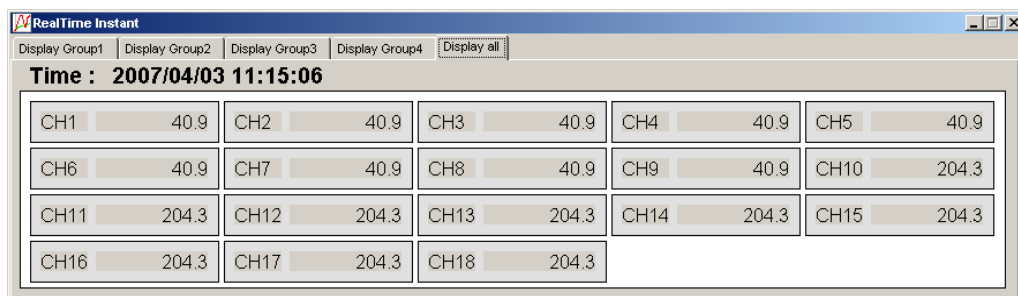 RealTime Instant
Display Group1 Display Group2 Display Group3 Display Group4 Display all
Time : 2007/04/03 11:15:06
CH1 40.9 CH2 40.9 CH3 40.9 CH4 40.9 CH5 40.9
CH6 40.9 CH7 40.9 CH8 40.9 CH9 40.9 CH10 204.3
CH11 204.3 CH12 204.3 CH13 204.3 CH14 204.3 CH15 204.3
CH16 204.3 CH17 204.3 CH18 204.3